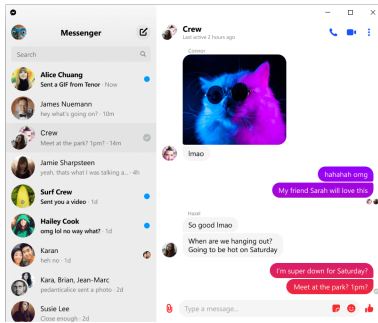 Messenger
Search
Alice Chuang
Sent a GIF from Tenor · Now
James Nuemann
hey what's going on? · 10m
Crew
Meet at the park? 1pm? · 14m
Jamie Sharpsteen
yeah, thats what I was talking a.. · 4h
Surf Crew
Sent you a video · 1d
Hailey Cook
omg lol no way what? · 1d
Karan
heh no · 1d
Kara, Brian, Jean-Marc
pedanticalice sent a photo · 2d
Susie Lee
Close enough · 2d
Crew
Last active 2 hours ago
Connor
lmao
hahahah omg
My friend Sarah will love this
Hazel
So good lmao
When are we hanging out?
Going to be hot on Saturday
I'm super down for Saturday?
Meet at the park? 1pm?
Type a message...